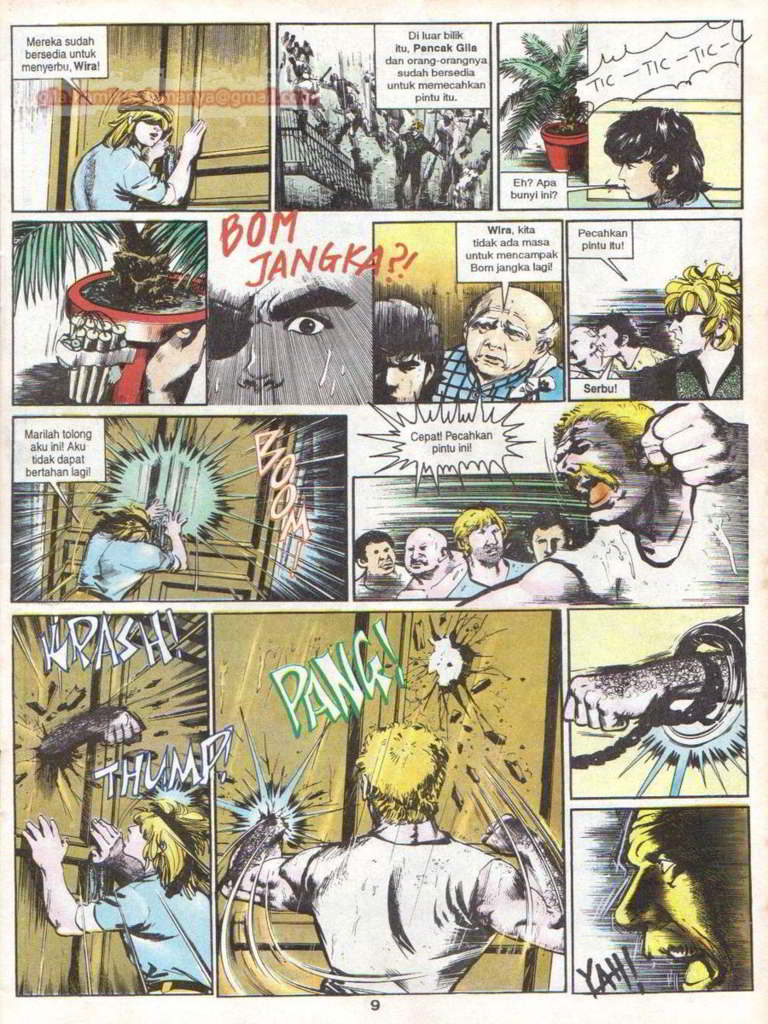 Mereka sudah
bersedia untuk
menyerbu, Wira!
Di luar bilik
itu, Pencak Gila
dan orang-orangnya
sudah bersedia
untuk memecahkan
pintu itu.
TIC – TIC – TIC –
Eh? Apa
bunyi ini?
BOM
JANGKA?!
Wira, kita
tidak ada masa
untuk mencampak
Bom jangka lagi!
Pecahkan
pintu itu!
Serbu!
Marilah tolong
aku ini! Aku
tidak dapat
bertahan lagi!
BOOM!
Cepat! Pecahkan
pintu ini!
KRASH!
THUMP!
PANG!
YAH!
9